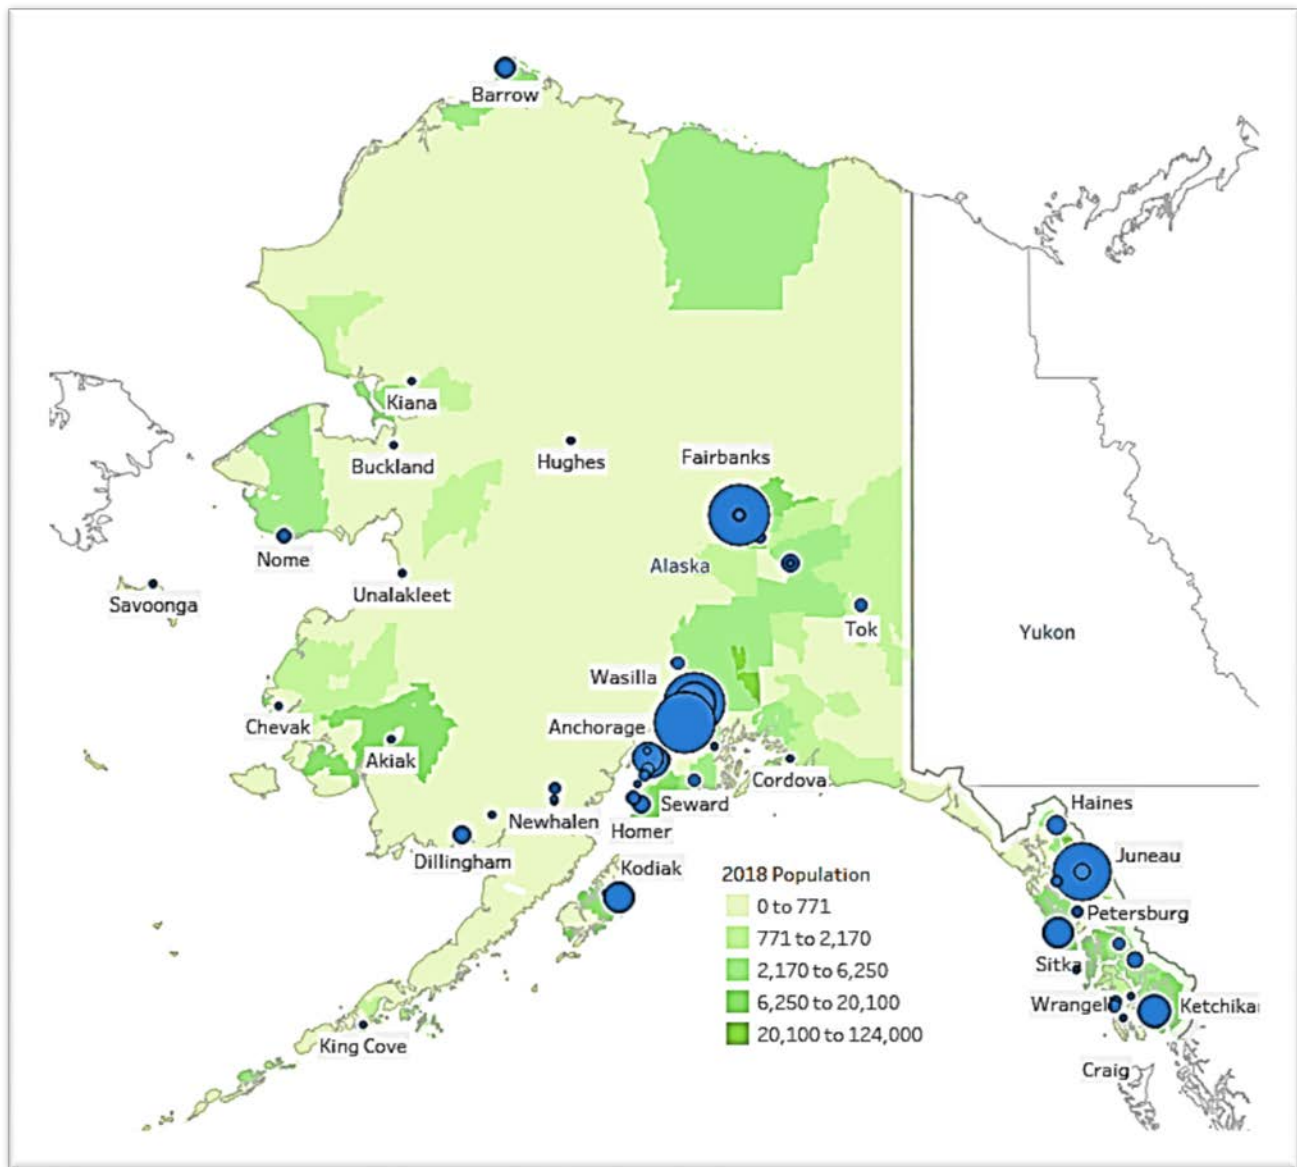 Barrow
Kiana
Buckland
Hughes
Fairbanks
Nome
Alaska
Savoonga
Unalakleet
Tok
Yukon
Wasilla
Chevak
Anchorage
Akiak
Cordova
Newhalen
Seward
Haines
Homer
Dillingham
Juneau
Kodiak
2018 Population
0 to 771
771 to 2,170
2,170 to 6,250
6,250 to 20,100
20,100 to 124,000
Petersburg
Sitka
Wrangell
Ketchika
King Cove
Craig